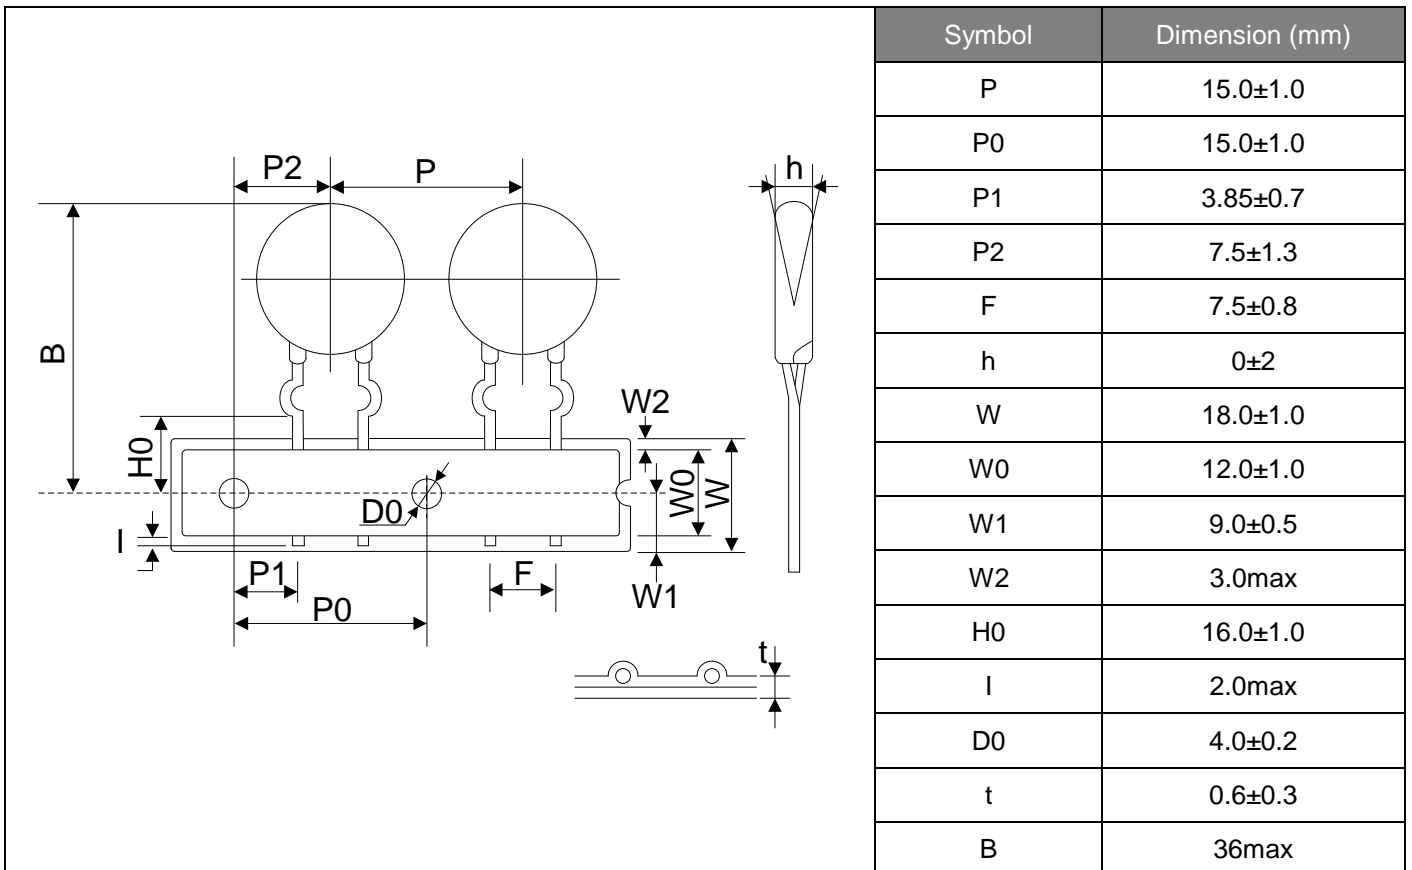 P2
P
h
B
H0
W2
W0
W
D0
l
P1
F
W1
P0
t
Symbol Dimension (mm)
P 15.0±1.0
P0 15.0±1.0
P1 3.85±0.7
P2 7.5±1.3
F 7.5±0.8
h 0±2
W 18.0±1.0
W0 12.0±1.0
W1 9.0±0.5
W2 3.0max
H0 16.0±1.0
l 2.0max
D0 4.0±0.2
t 0.6±0.3
B 36max